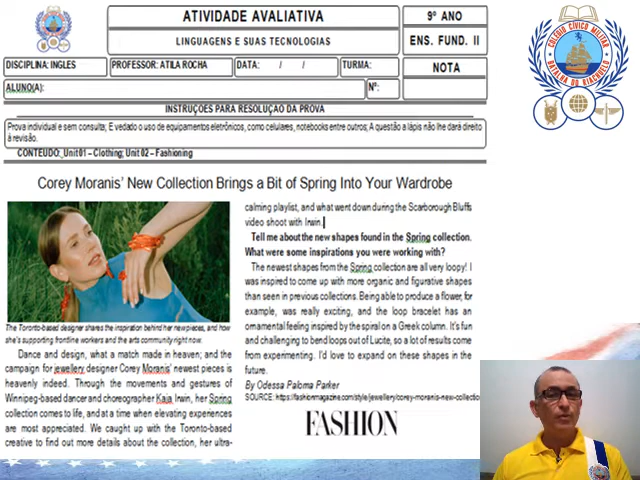 ATIVIDADE AVALIATIVA
9º ANO
LINGUAGENS E SUAS TECNOLOGIAS
ENS. FUND. II
DISCIPLINA: INGLES
PROFESSOR: ATILA ROCHA
DATA: / /
TURMA:
NOTA
ALUNO(A):
Nº:
INSTRUÇÕES PARA RESOLUÇÃO DA PROVA
Prova individual e sem consulta; É vedado o uso de equipamentos eletrônicos, como celulares, notebooks entre outros; A questão a lápis não lhe dará direito
à revisão.
CONTEÚDO: Unit 01 – Clothing; Unit 02 – Fashioning
Corey Moranis' New Collection Brings a Bit of Spring Into Your Wardrobe
The Toronto-based designer shares the inspiration behind her new pieces, and how
she's supporting frontline workers and the arts community right now.
Dance and design, what a match made in heaven; and the
campaign for jewellery designer Corey Moranis' newest pieces is
heavenly indeed. Through the movements and gestures of
Winnipeg-based dancer and choreographer Kaja Irwin, her Spring
collection comes to life, and at a time when elevating experiences
are most appreciated. We caught up with the Toronto-based
creative to find out more details about the collection, her ultra-
calming playlist, and what went down during the Scarborough Bluffs
video shoot with Irwin.
Tell me about the new shapes found in the Spring collection.
What were some inspirations you were working with?
The newest shapes from the Spring collection are all very loopy! I
was inspired to come up with more organic and figurative shapes
than seen in previous collections. Being able to produce a flower, for
example, was really exciting, and the loop bracelet has an
ornamental feeling inspired by the spiral on a Greek column. It's fun
and challenging to bend loops out of Lucite, so a lot of results come
from experimenting. I'd love to expand on these shapes in the
future.
By Odessa Paloma Parker
SOURCE: https://fashionmagazine.com/style/jewellery/corey-moranis-new-collectio
FASHION
COLÉGIO CÍVICO MILITAR
BATALHA DO RIACHUELO